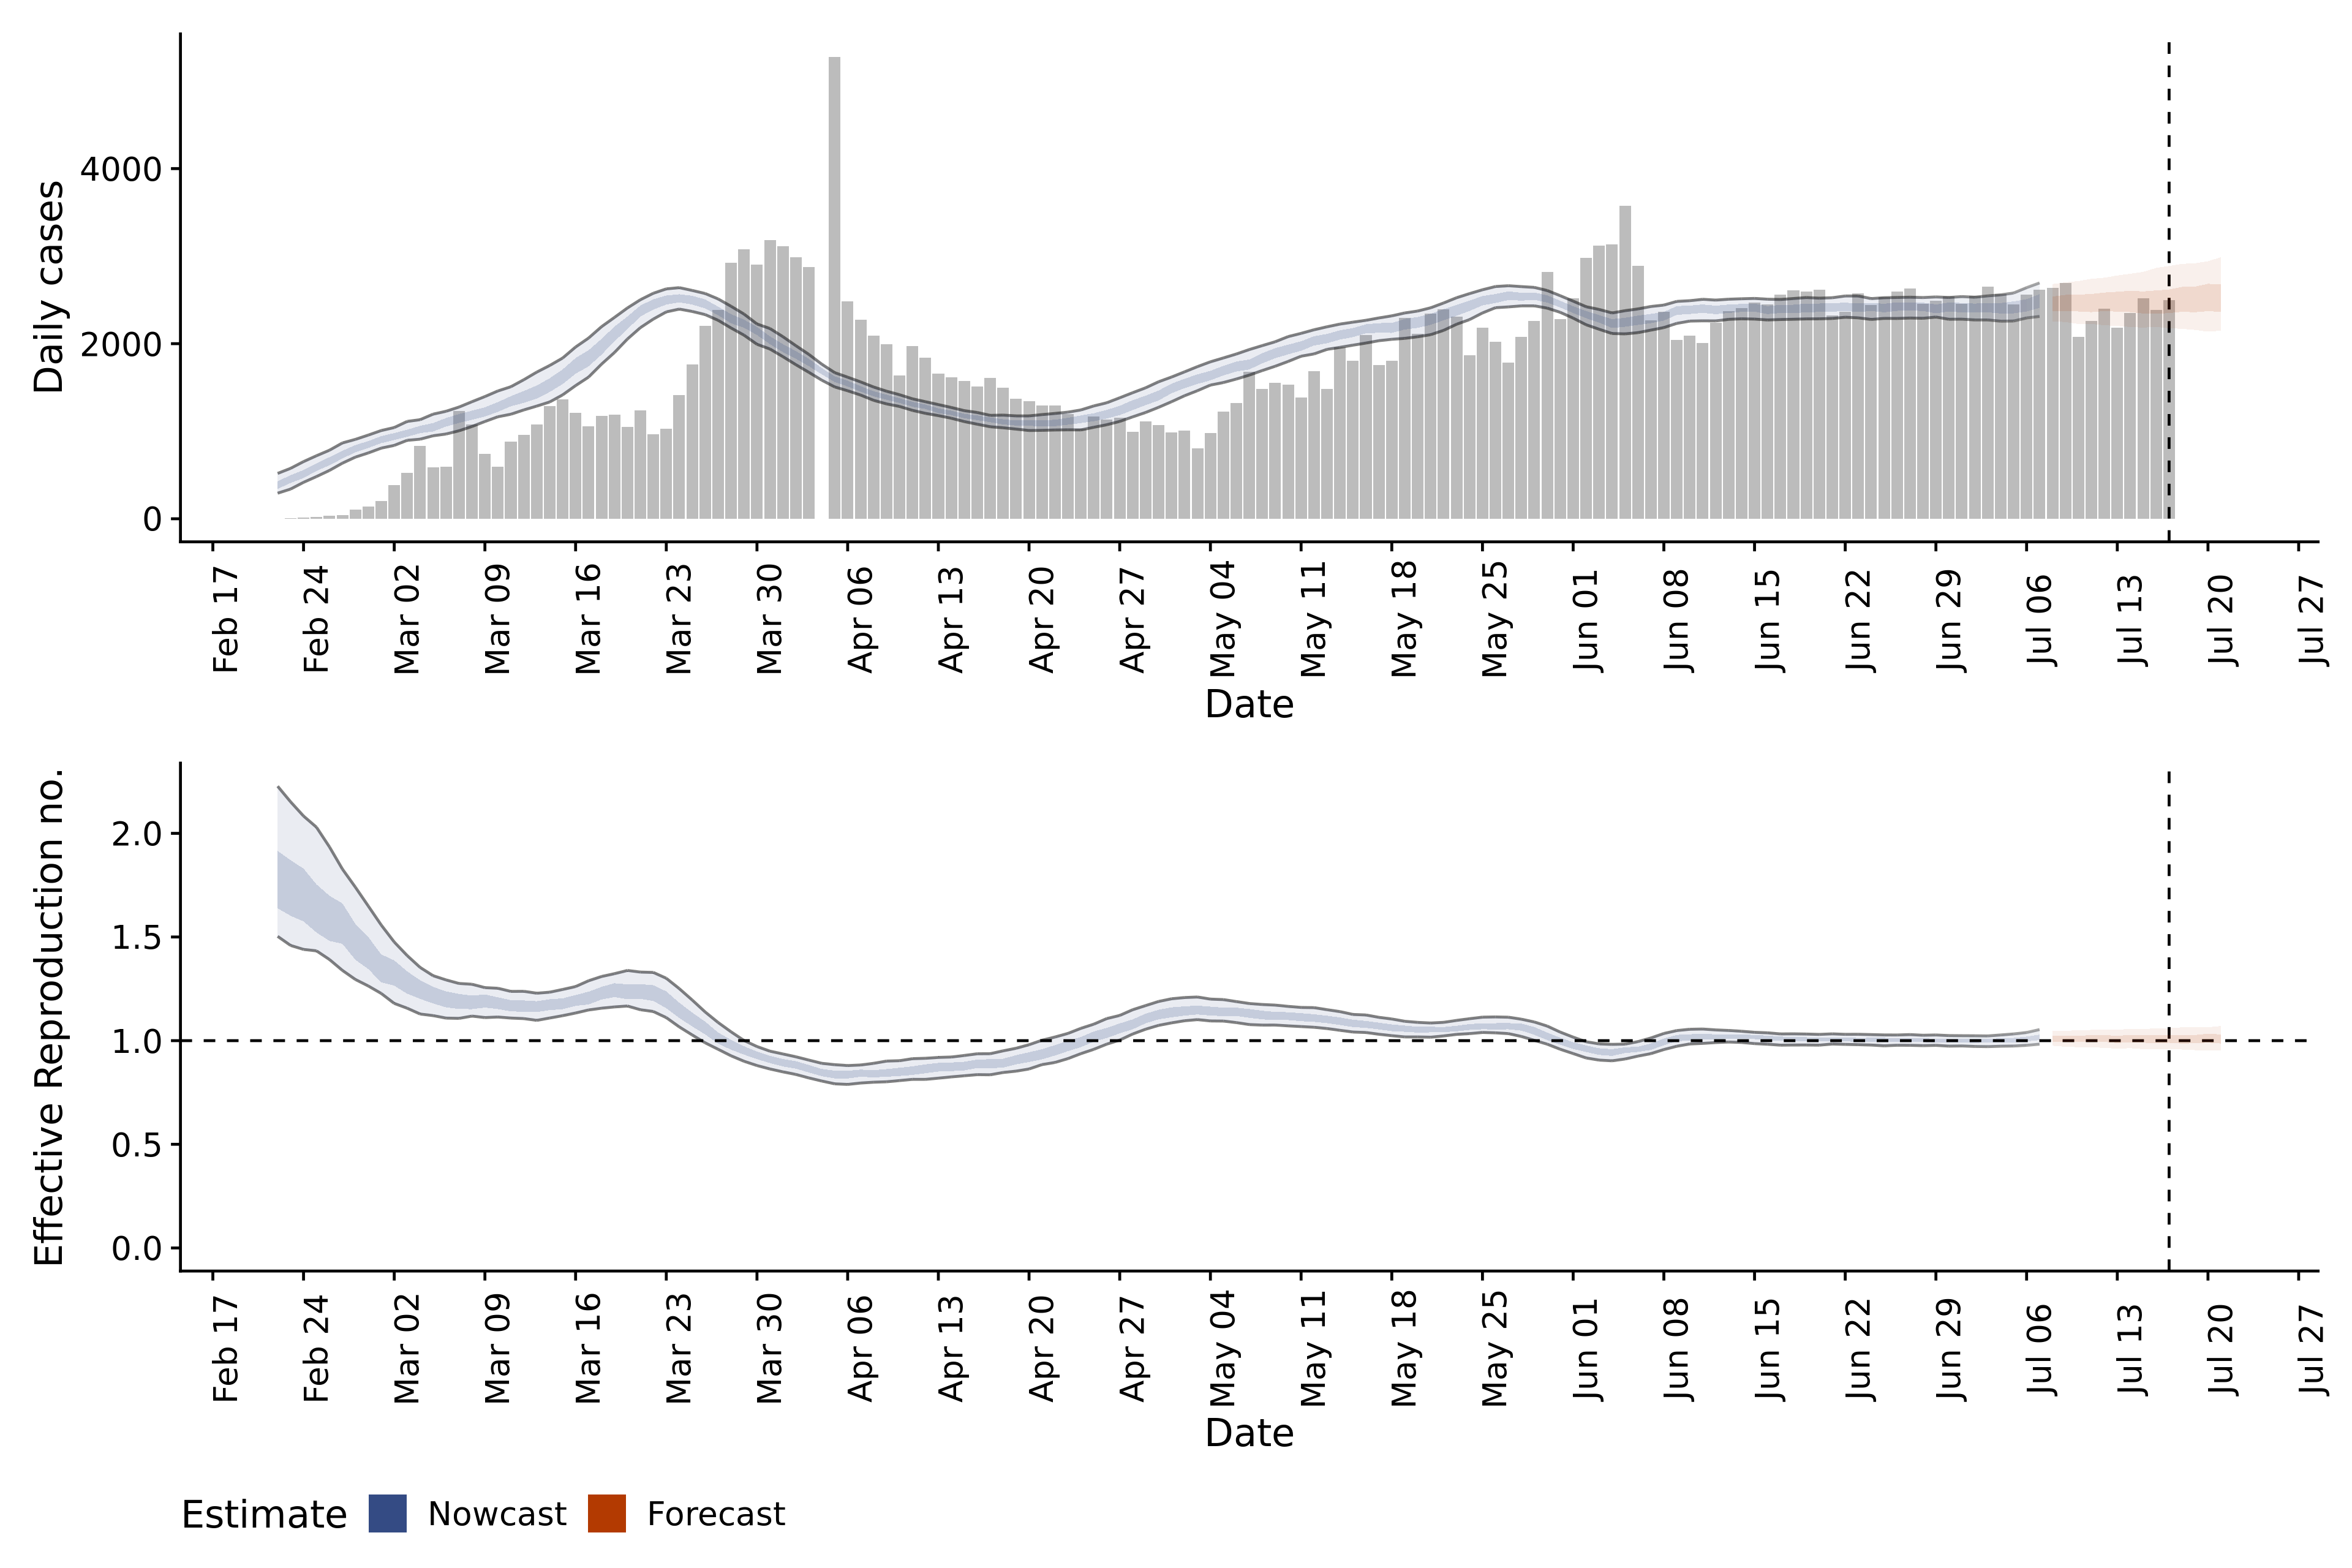 Daily cases
4000
2000
0
Feb 17
Feb 24
Mar 02
Mar 09
Mar 16
Mar 23
Mar 30
Apr 06
Apr 13
Apr 20
Apr 27
May 04
May 11
May 18
May 25
Jun 01
Jun 08
Jun 15
Jun 22
Jun 29
Jul 06
Jul 13
Jul 20
Jul 27
Date
Effective Reproduction no.
2.0
1.5
1.0
0.5
0.0
Feb 17
Feb 24
Mar 02
Mar 09
Mar 16
Mar 23
Mar 30
Apr 06
Apr 13
Apr 20
Apr 27
May 04
May 11
May 18
May 25
Jun 01
Jun 08
Jun 15
Jun 22
Jun 29
Jul 06
Jul 13
Jul 20
Jul 27
Date
Estimate Nowcast Forecast